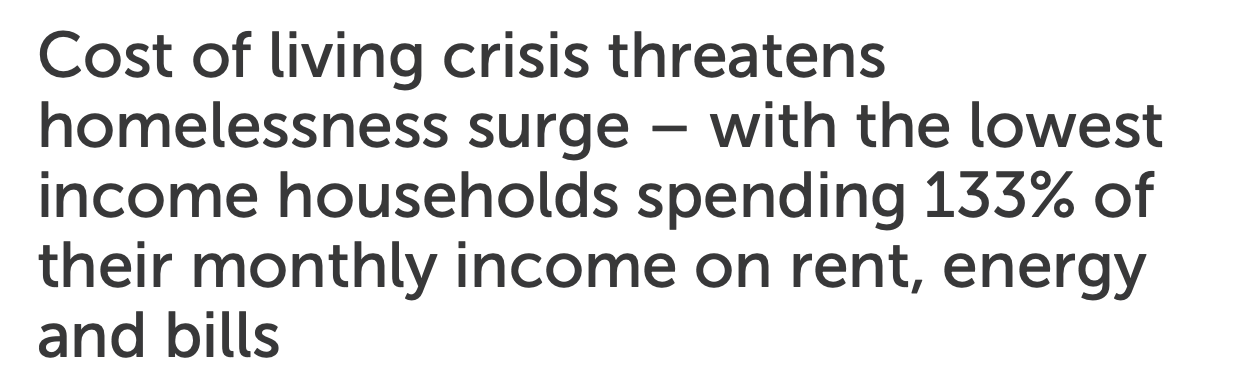 Cost of living crisis threatens
homelessness surge – with the lowest
income households spending 133% of
their monthly income on rent, energy
and bills